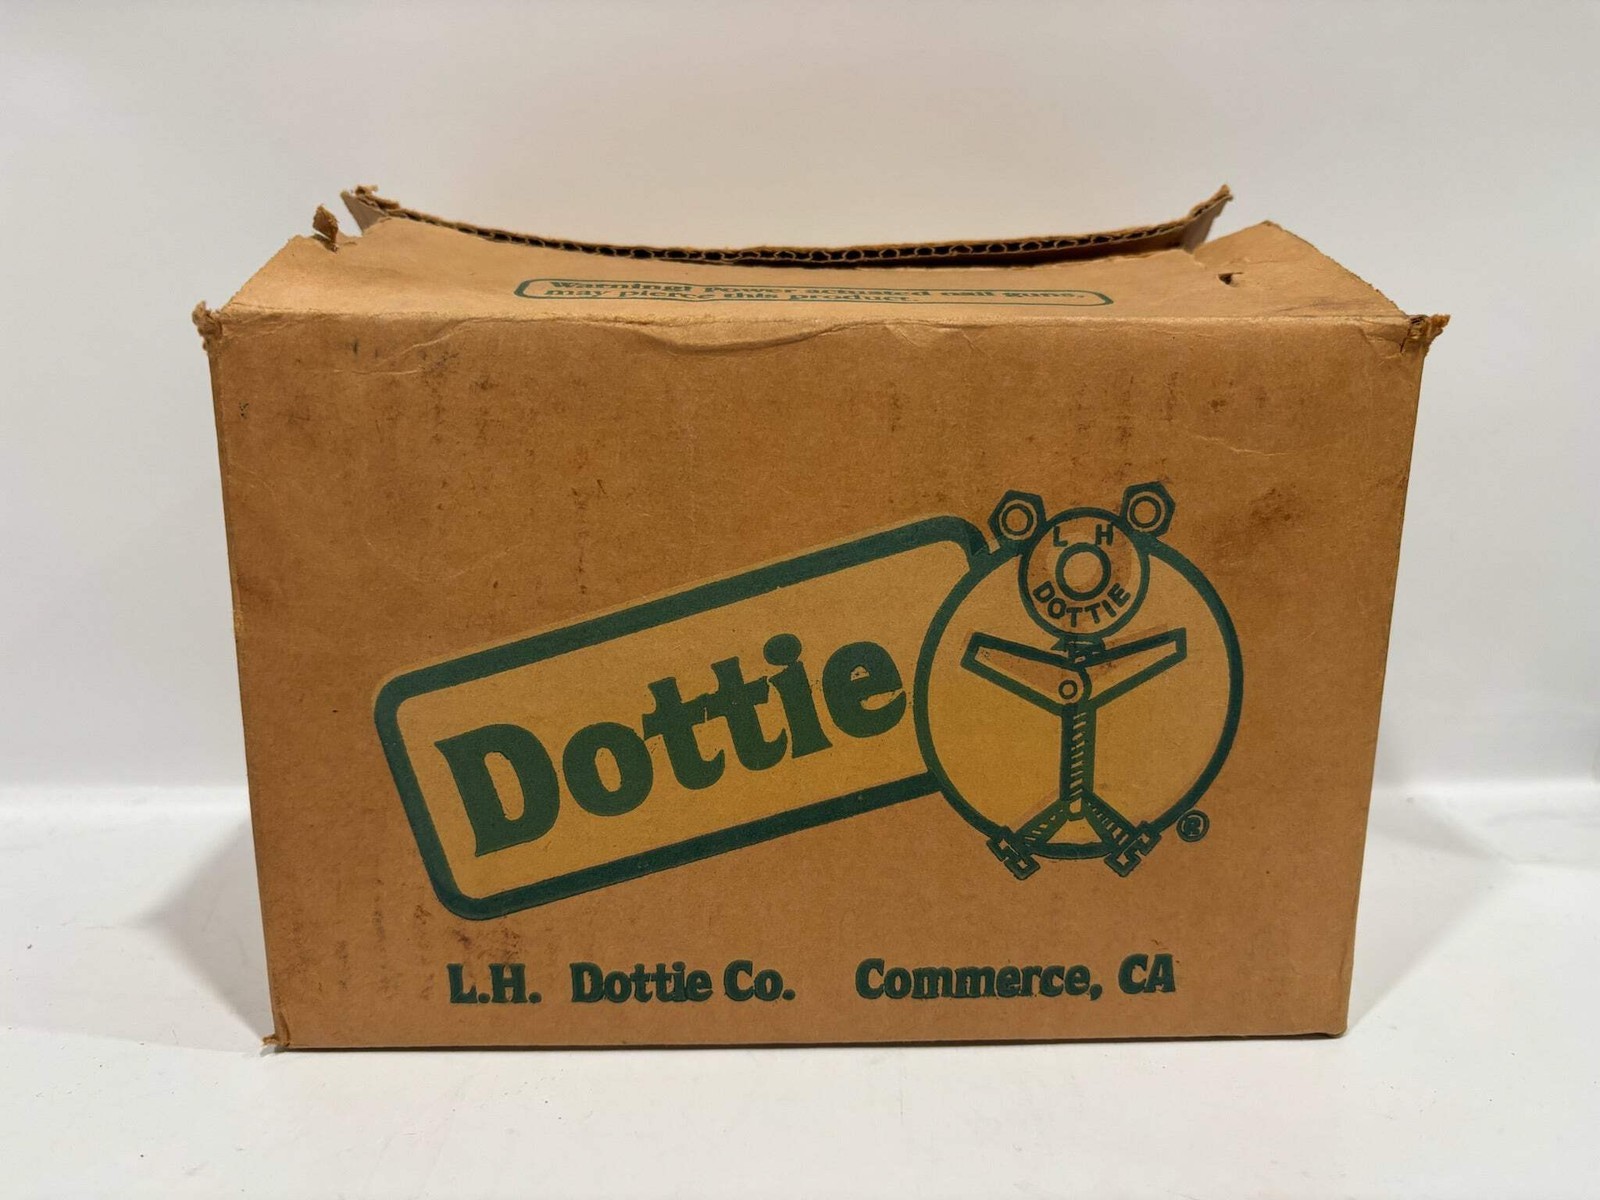 Warning! Power actuated nail guns,
may pierce this product.
L H
DOTTIE
Dottie
®
L.H. Dottie Co. Commerce, CA